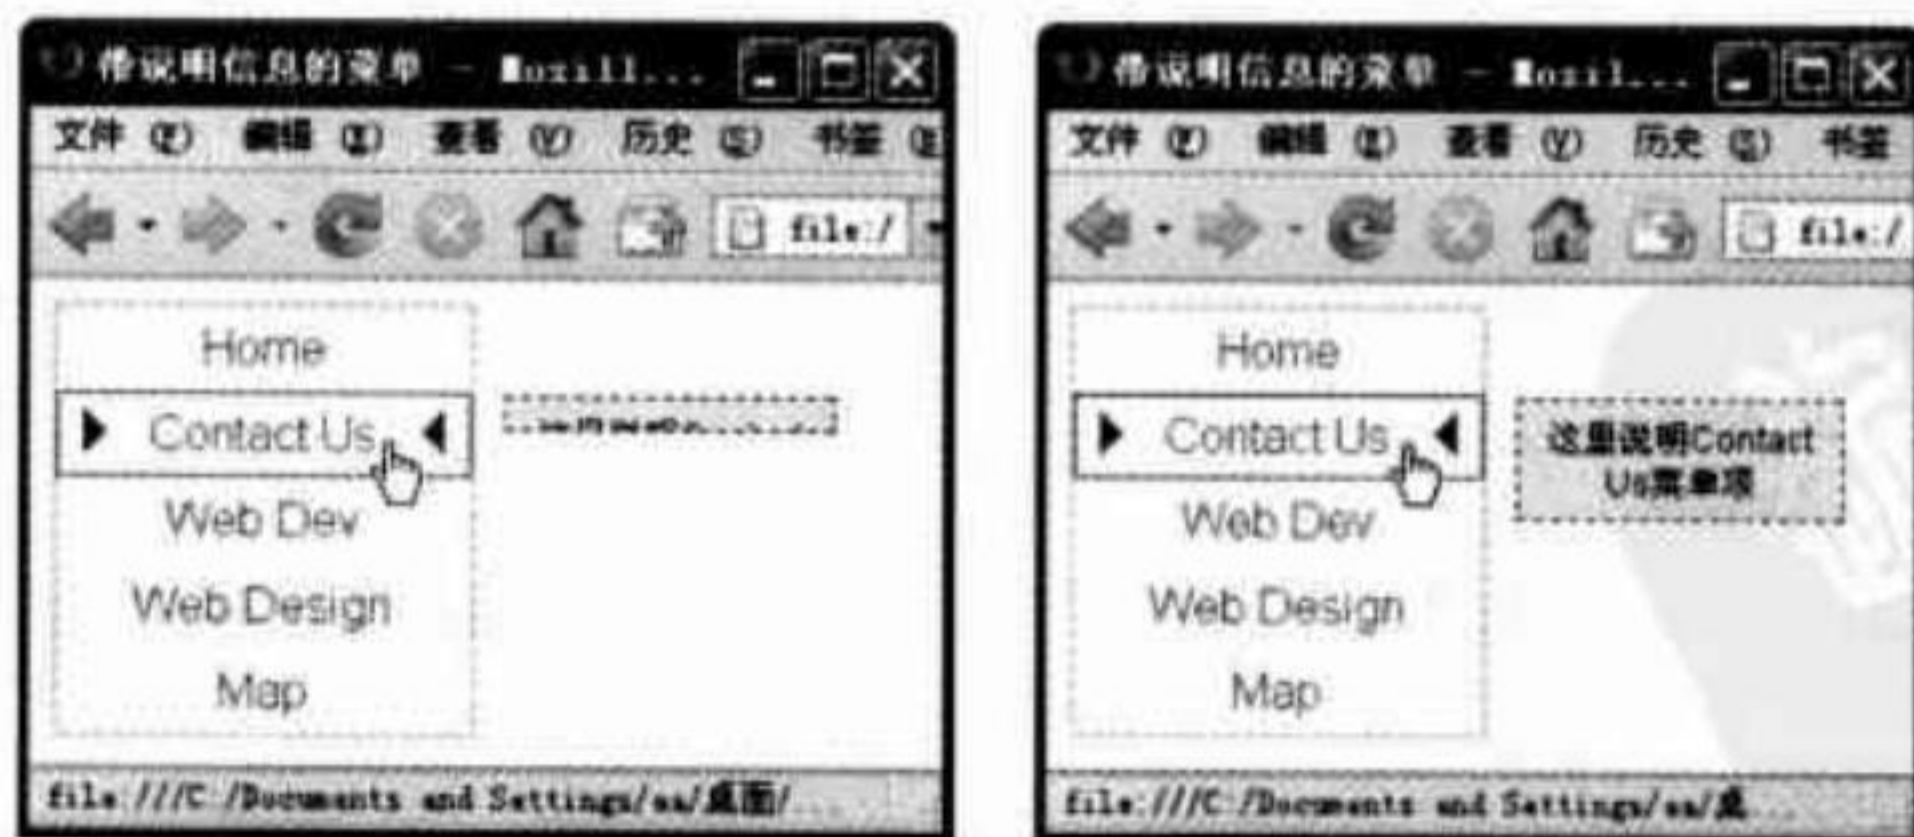 带说明信息的菜单 - Mozill...
文件 (F) 编辑 (E) 查看 (V) 历史 (S) 书签 (B
file:/
Home
Contact Us
Web Dev
Web Design
Map
file:///C:/Documents and Settings/aa/桌面/
带说明信息的菜单 - Mozil...
文件 (F) 编辑 (E) 查看 (V) 历史 (S) 书签
file:/
Home
Contact Us
这里说明Contact
Us菜单项
Web Dev
Web Design
Map
file:///C:/Documents and Settings/aa/桌...